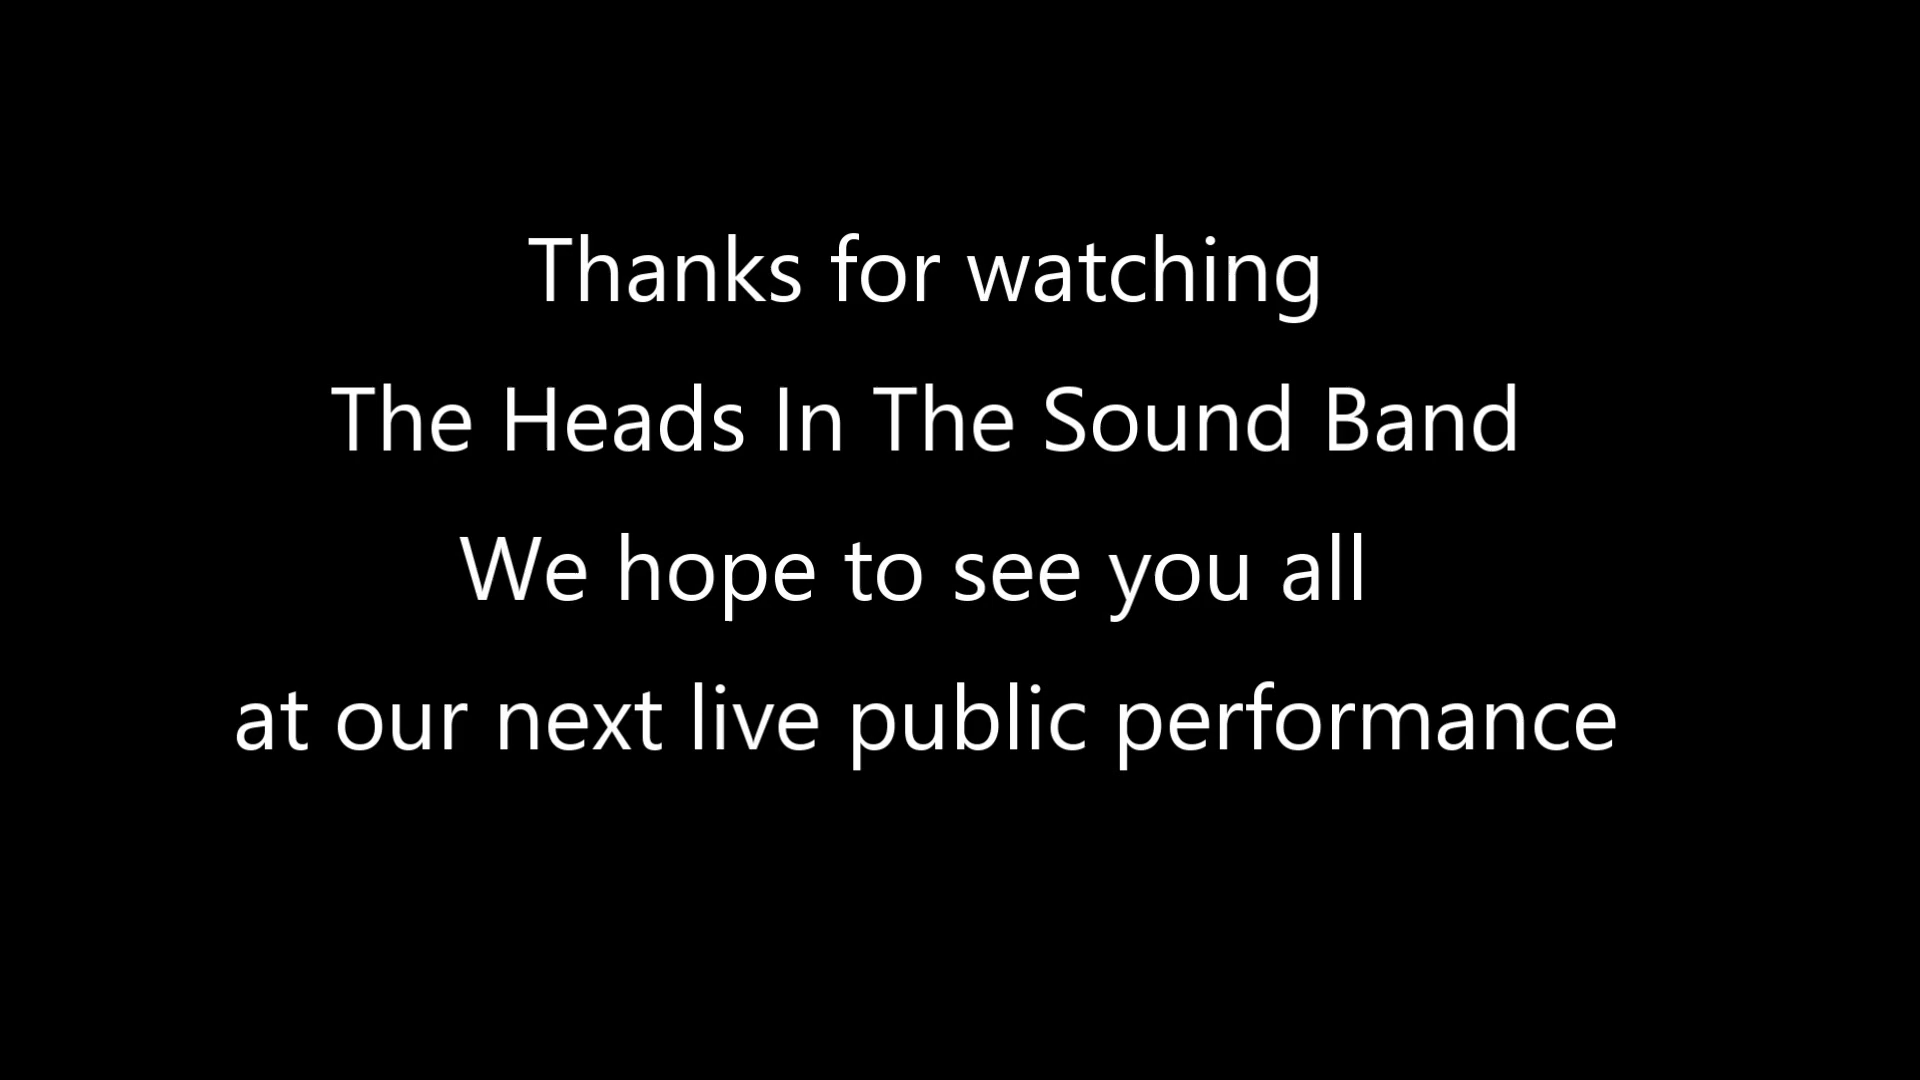 Thanks for watching
The Heads In The Sound Band
We hope to see you all
at our next live public performance